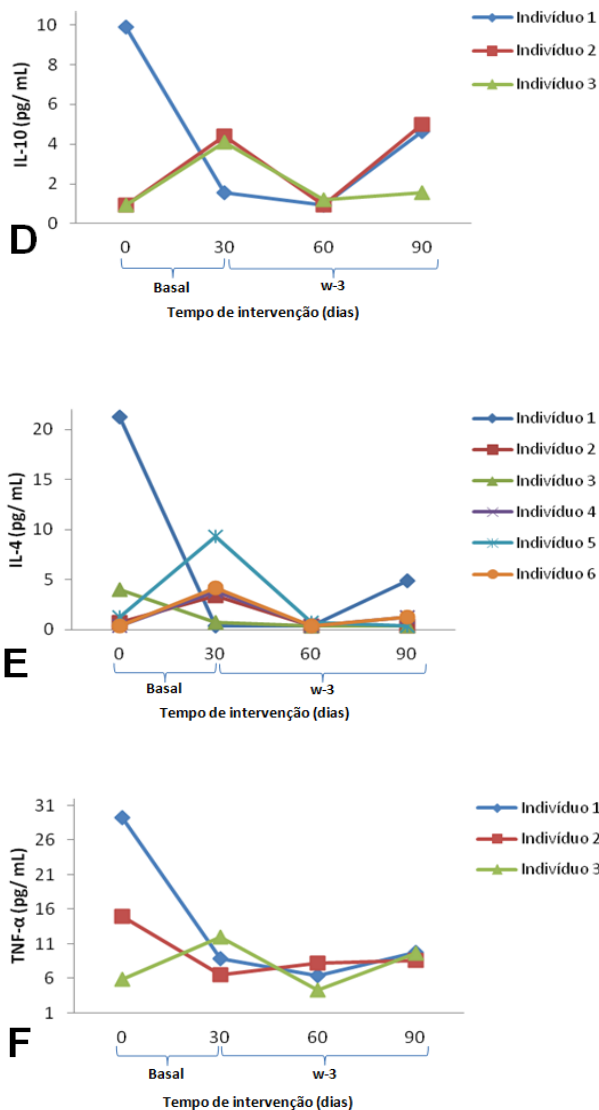 10
8
6
4
2
0
IL-10 (pg/ mL)
Indivíduo 1
Indivíduo 2
Indivíduo 3
D
0 30 60 90
Basal w-3
Tempo de intervenção (dias)
20
15
10
5
0
IL-4 (pg/ mL)
Indivíduo 1
Indivíduo 2
Indivíduo 3
Indivíduo 4
Indivíduo 5
Indivíduo 6
E
0 30 60 90
Basal w-3
Tempo de intervenção (dias)
31
26
21
16
11
6
1
TNF-α (pg/ mL)
Indivíduo 1
Indivíduo 2
Indivíduo 3
F
0 30 60 90
Basal w-3
Tempo de intervenção (dias)